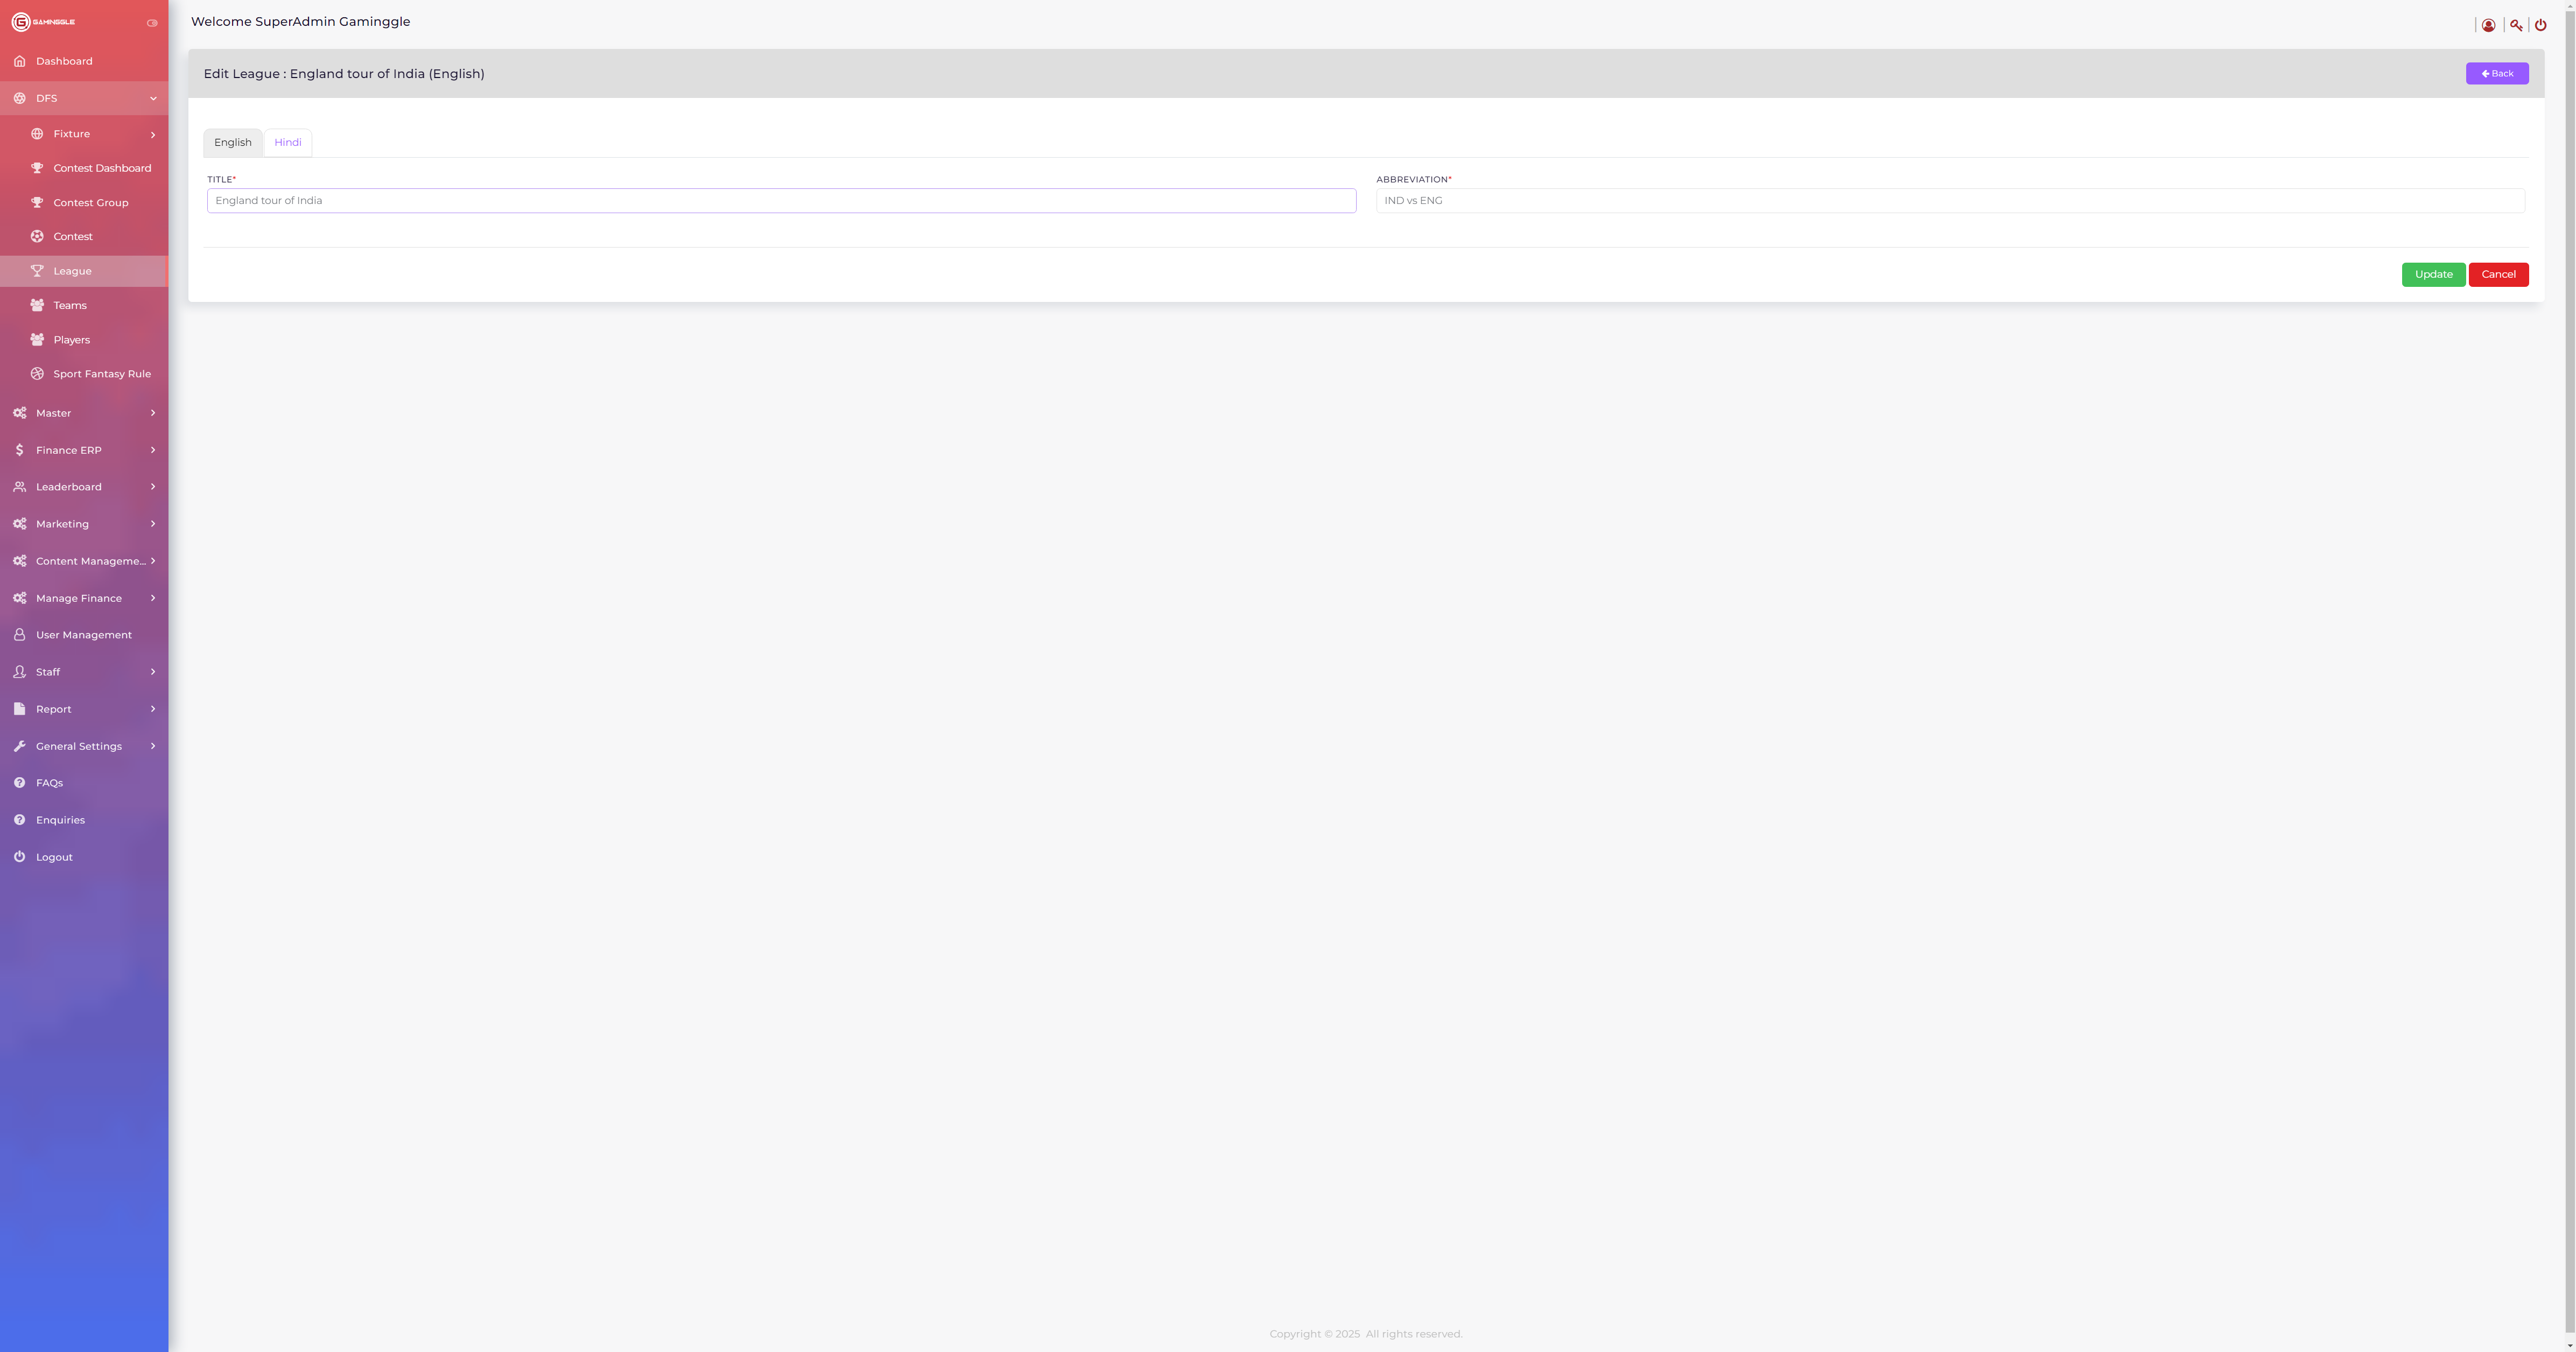 GAMINGGLE
Welcome SuperAdmin Gaminggle
Dashboard
DFS
Fixture
Contest Dashboard
Contest Group
Contest
League
Teams
Players
Sport Fantasy Rule
Master
Finance ERP
Leaderboard
Marketing
Content Manageme...
Manage Finance
User Management
Staff
Report
General Settings
FAQs
Enquiries
Logout
Edit League : England tour of India (English)
Back
English Hindi
TITLE* ABBREVIATION*
England tour of India IND vs ENG
Update Cancel
Copyright © 2025 All rights reserved.